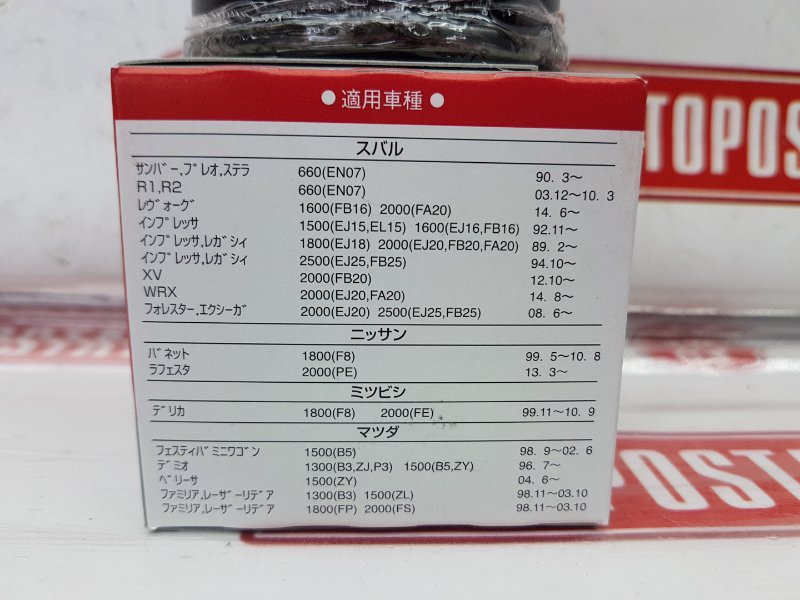 ● 適用車種 ●
スバル
サンバー,プレオ,ステラ 660(EN07) 90. 3〜
R1,R2 660(EN07) 03.12〜10. 3
レヴォーグ 1600(FB16) 2000(FA20) 14. 6〜
インプレッサ 1500(EJ15,EL15) 1600(EJ16,FB16) 92.11〜
インプレッサ,レガシィ 1800(EJ18) 2000(EJ20,FB20,FA20) 89. 2〜
インプレッサ,レガシィ 2500(EJ25,FB25) 94.10〜
XV 2000(FB20) 12.10〜
WRX 2000(EJ20,FA20) 14. 8〜
フォレスター,エクシーガ 2000(EJ20) 2500(EJ25,FB25) 08. 6〜
ニッサン
バネット 1800(F8) 99. 5〜10. 8
ラフェスタ 2000(PE) 13. 3〜
ミツビシ
デリカ 1800(F8) 2000(FE) 99.11〜10. 9
マツダ
フェスティバミニワゴン 1500(B5) 98. 9〜02. 6
デミオ 1300(B3,ZJ,P3) 1500(B5,ZY) 96. 7〜
ベリーサ 1500(ZY) 04. 6〜
ファミリア,レーザーリデア 1300(B3) 1500(ZL) 98.11〜03.10
ファミリア,レーザーリデア 1800(FP) 2000(FS) 98.11〜03.10